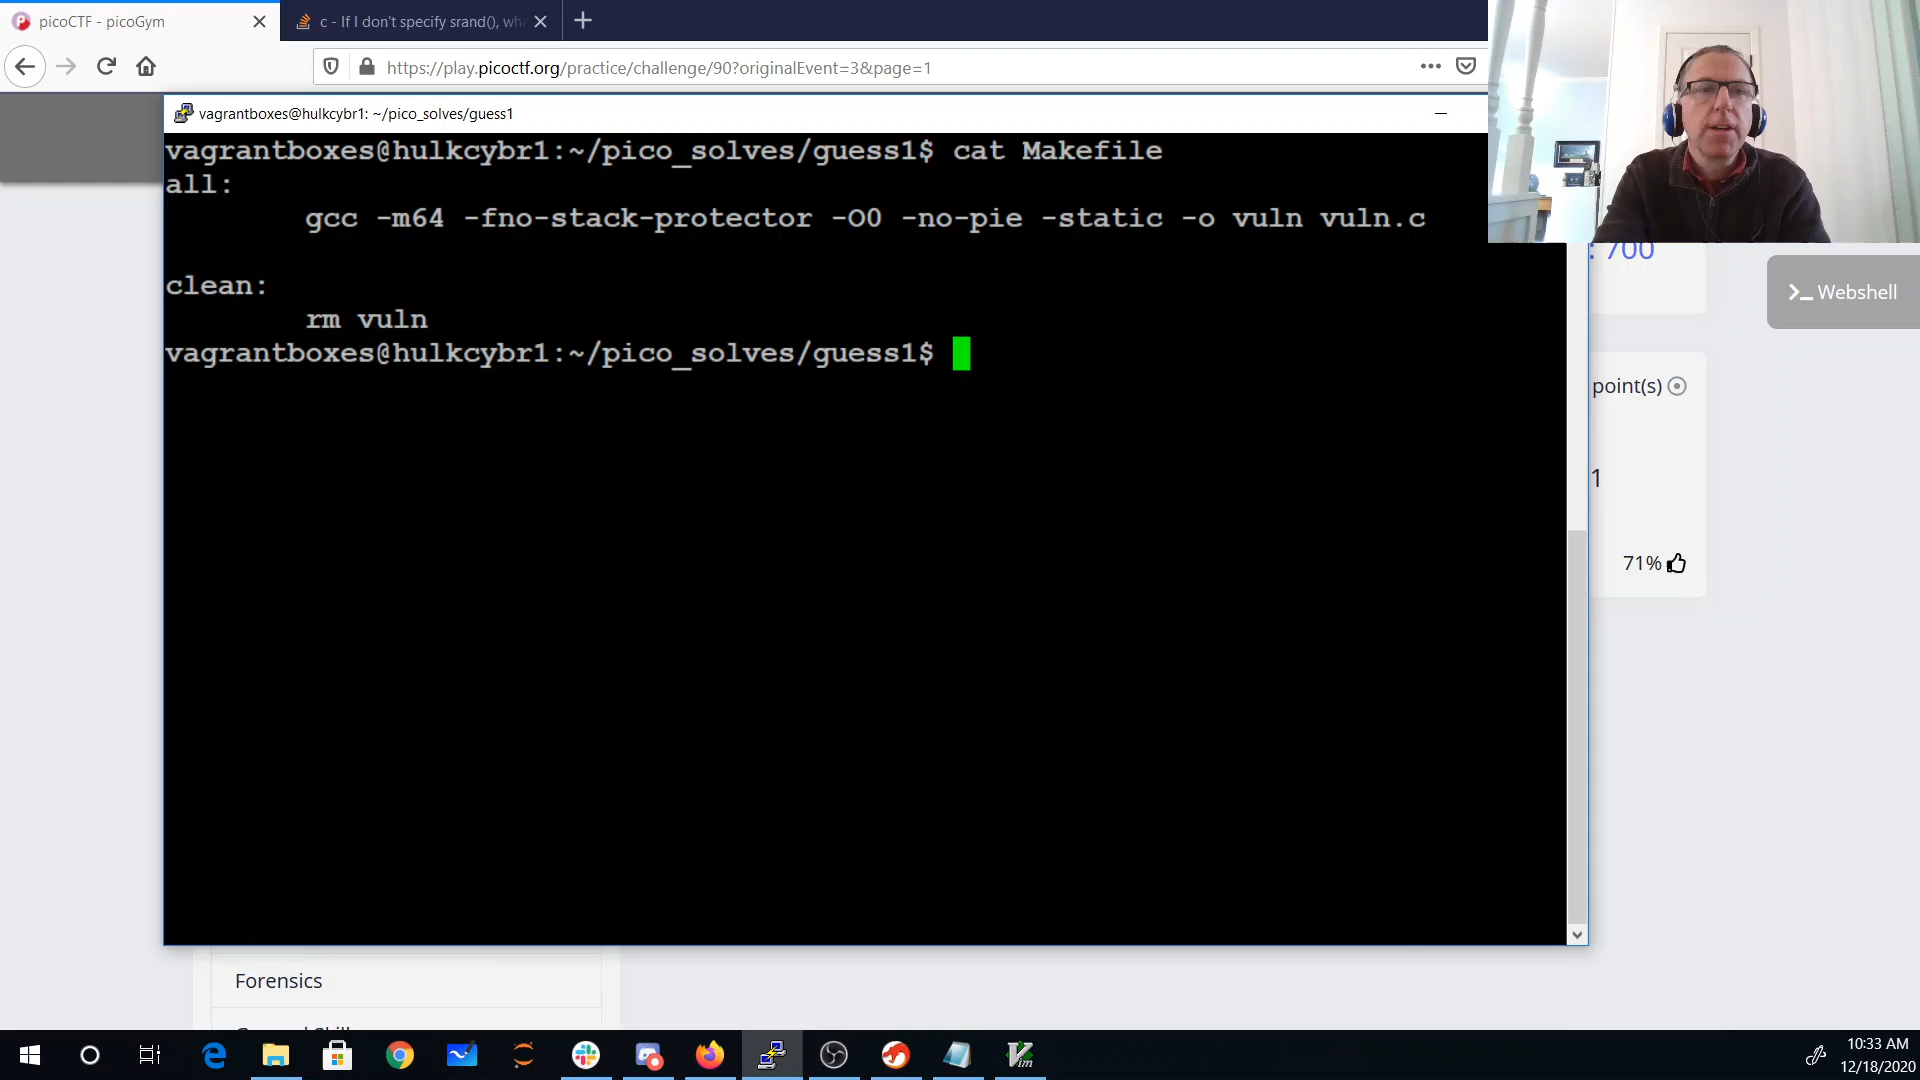 picoCTF - picoGym
c - If I don't specify srand(), wh
https://play.picoctf.org/practice/challenge/90?originalEvent=3&page=1
vagrantboxes@hulkcybr1: ~/pico_solves/guess1
vagrantboxes@hulkcybr1:~/pico_solves/guess1$ cat Makefile
all:
gcc -m64 -fno-stack-protector -O0 -no-pie -static -o vuln vuln.c
clean:
rm vuln
vagrantboxes@hulkcybr1:~/pico_solves/guess1$
: 700
>_ Webshell
point(s)
1
71%
Forensics
10:33 AM
12/18/2020